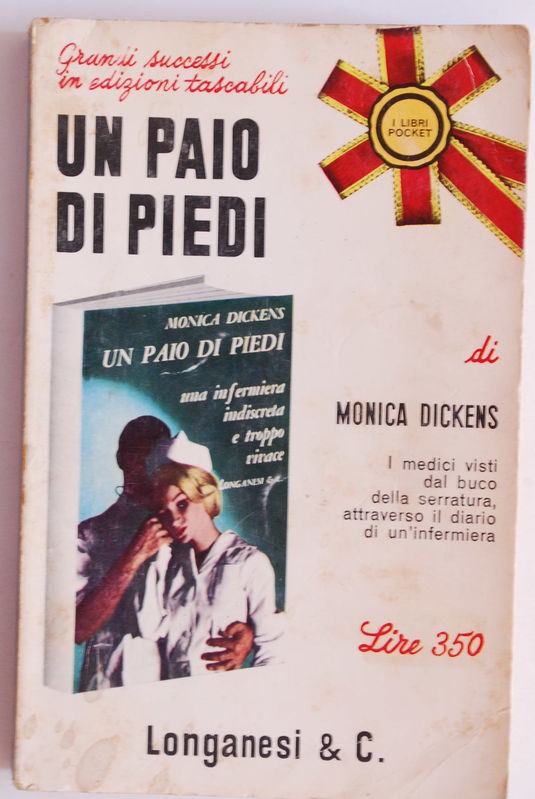 Grandi successi
in edizioni tascabili
I LIBRI
POCKET
UN PAIO
DI PIEDI
MONICA DICKENS
UN PAIO DI PIEDI
una infermiera
indiscreta
e troppo
vivace
LONGANESI & C.
di
MONICA DICKENS
I medici visti
dal buco
della serratura,
attraverso il diario
di un'infermiera
Lire 350
Longanesi & C.